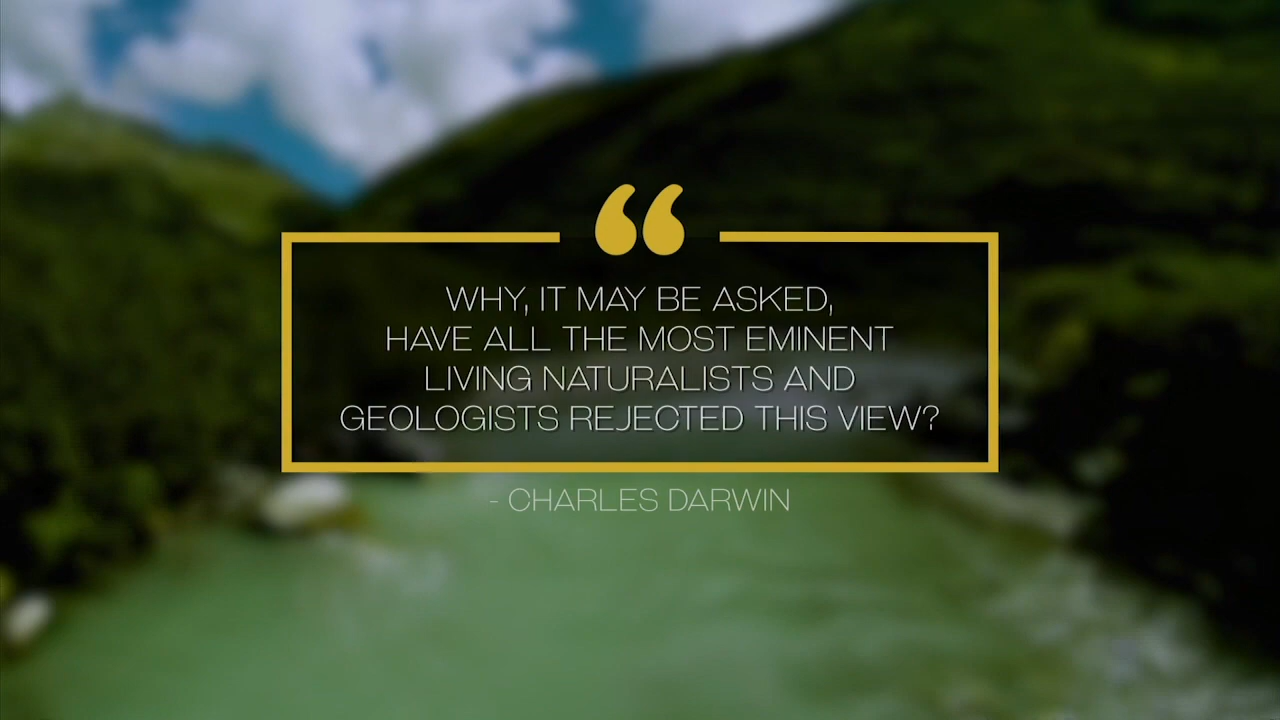 “
WHY, IT MAY BE ASKED,
HAVE ALL THE MOST EMINENT
LIVING NATURALISTS AND
GEOLOGISTS REJECTED THIS VIEW?
- CHARLES DARWIN